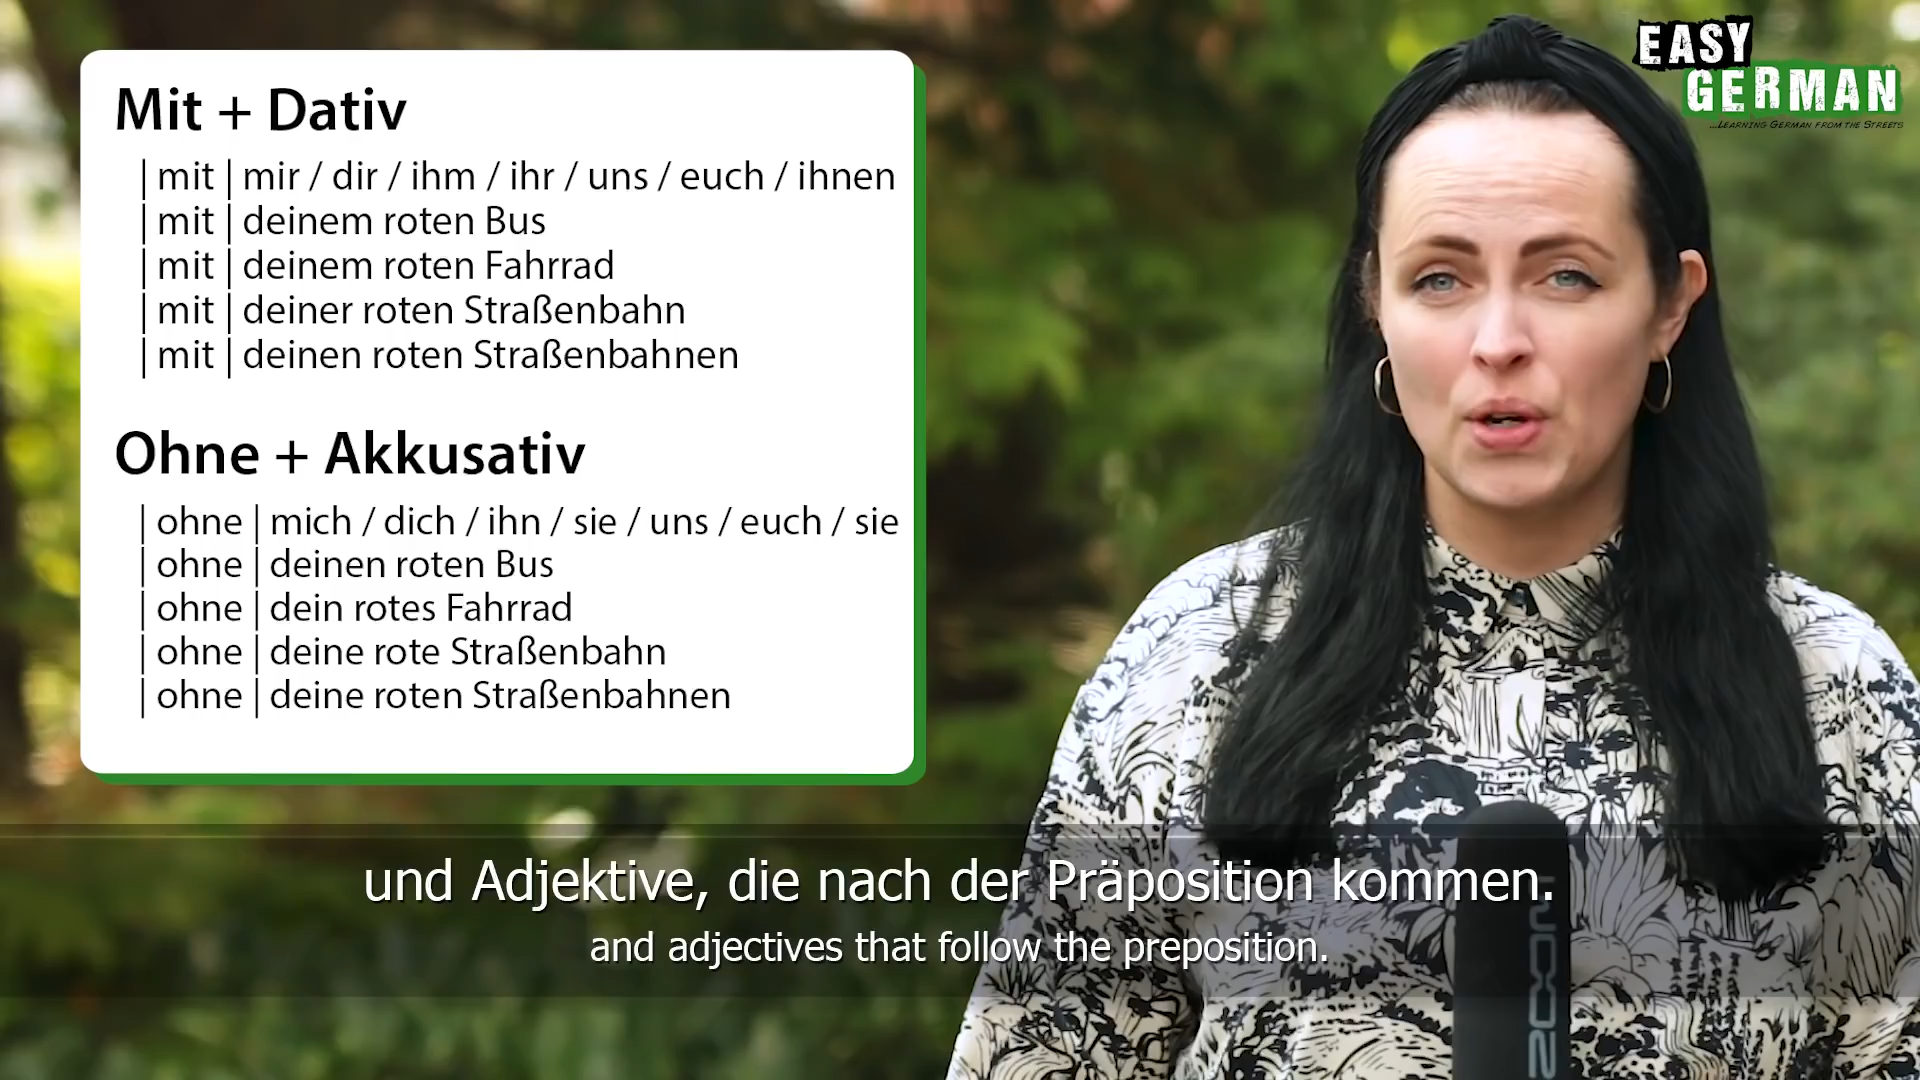 EASY
GERMAN
...LEARNING GERMAN FROM THE STREETS
Mit + Dativ
| mit | mir / dir / ihm / ihr / uns / euch / ihnen
| mit | deinem roten Bus
| mit | deinem roten Fahrrad
| mit | deiner roten Straßenbahn
| mit | deinen roten Straßenbahnen
Ohne + Akkusativ
| ohne | mich / dich / ihn / sie / uns / euch / sie
| ohne | deinen roten Bus
| ohne | dein rotes Fahrrad
| ohne | deine rote Straßenbahn
| ohne | deine roten Straßenbahnen
und Adjektive, die nach der Präposition kommen.
and adjectives that follow the preposition.
ZOOM